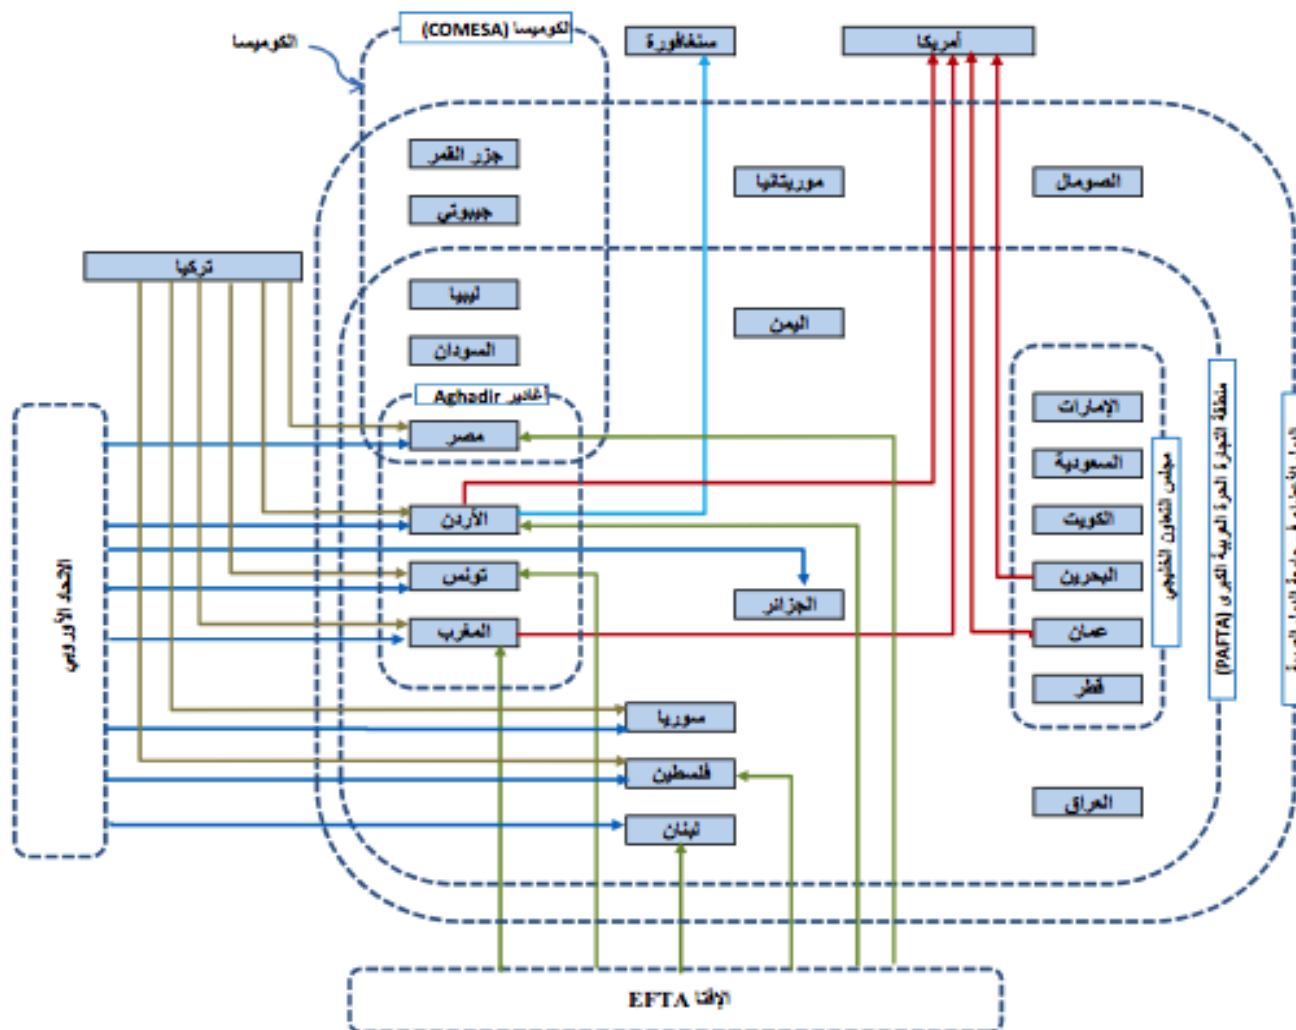 الكوميسا (COMESA)
الكوميسا
سنغافورة
أمريكا
جزر القمر
موريتانيا
الصومال
جيبوتي
تركيا
ليبيا
اليمن
السودان
أغادير Aghadir
الإمارات
مصر
السعودية
الأردن
الكويت
تونس
البحرين
الجزائر
المغرب
عمان
قطر
سوريا
فلسطين
لبنان
العراق
مجلس التعاون الخليجي
منطقة التجارة الحرة العربية الكبرى (PAFTA)
الاتحاد الأوروبي
الإفتا EFTA